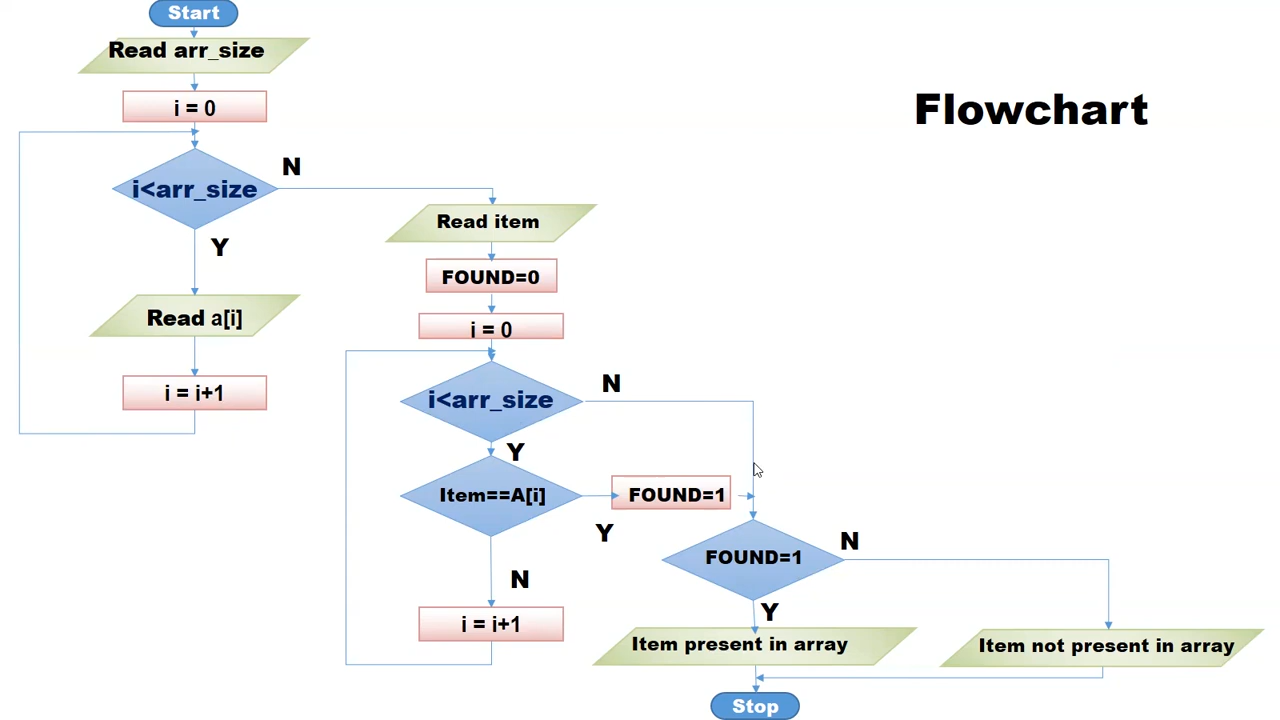 Start
Read arr_size
i = 0
Flowchart
i<arr_size
N
Y
Read a[i]
i = i+1
Read item
FOUND=0
i = 0
i<arr_size
N
Y
Item==A[i]
FOUND=1
Y
N
i = i+1
FOUND=1
N
Y
Item present in array
Item not present in array
Stop